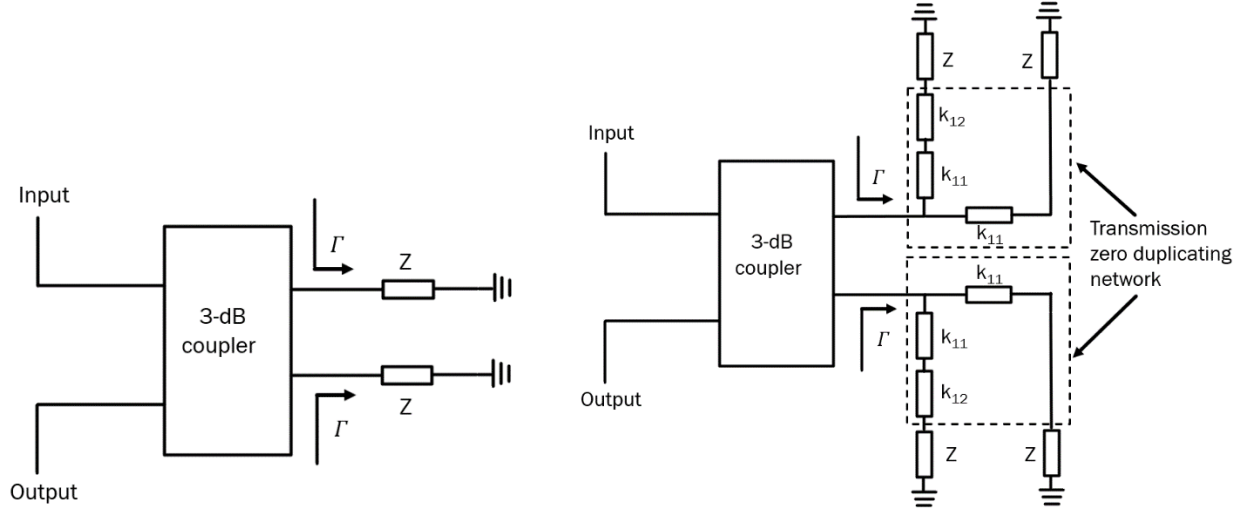 Input
Output
3-dB
coupler
Γ
Z
Γ
Z
Input
Output
3-dB
coupler
Γ
Z
Z
k₁₂
k₁₁
k₁₁
Transmission
zero duplicating
network
Γ
k₁₁
k₁₁
k₁₂
Z
Z